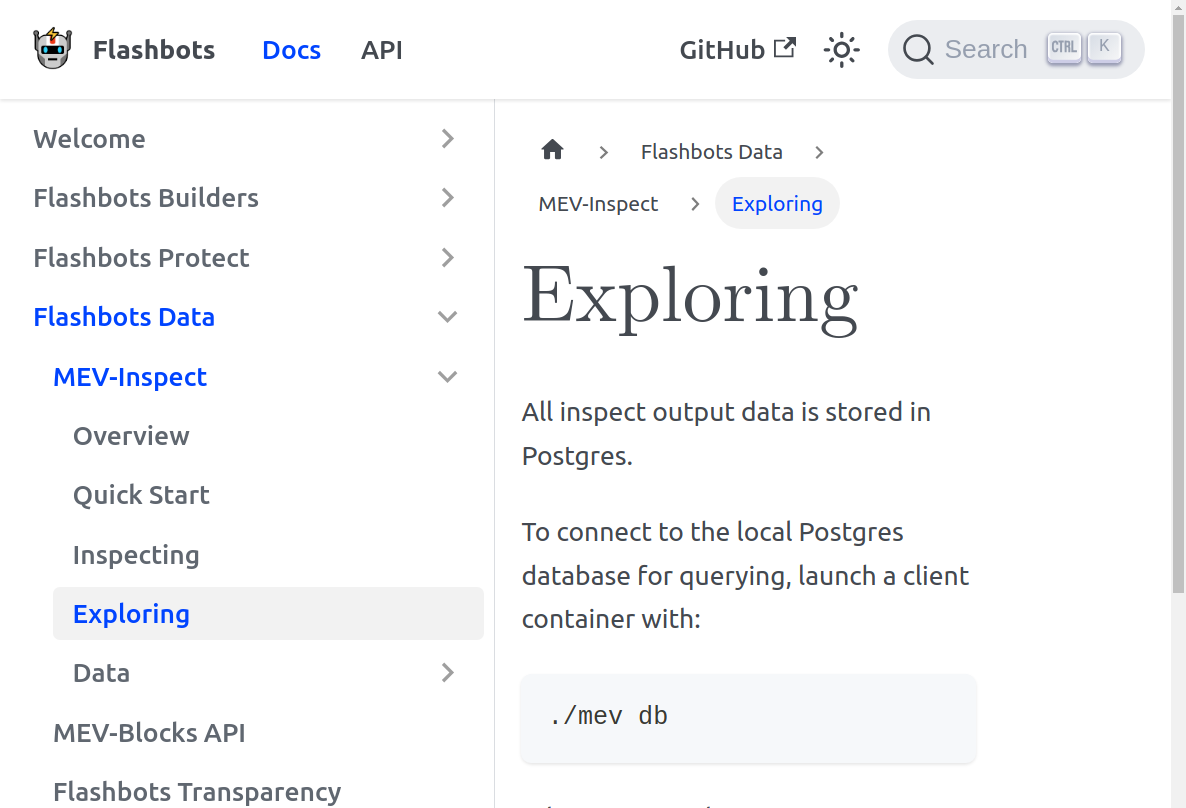 Flashbots Docs API GitHub Search CTRL K
Welcome
Flashbots Builders
Flashbots Protect
Flashbots Data
MEV-Inspect
Overview
Quick Start
Inspecting
Exploring
Data
MEV-Blocks API
Flashbots Transparency
Flashbots Data
MEV-Inspect Exploring
Exploring
All inspect output data is stored in
Postgres.
To connect to the local Postgres
database for querying, launch a client
container with:
./mev db